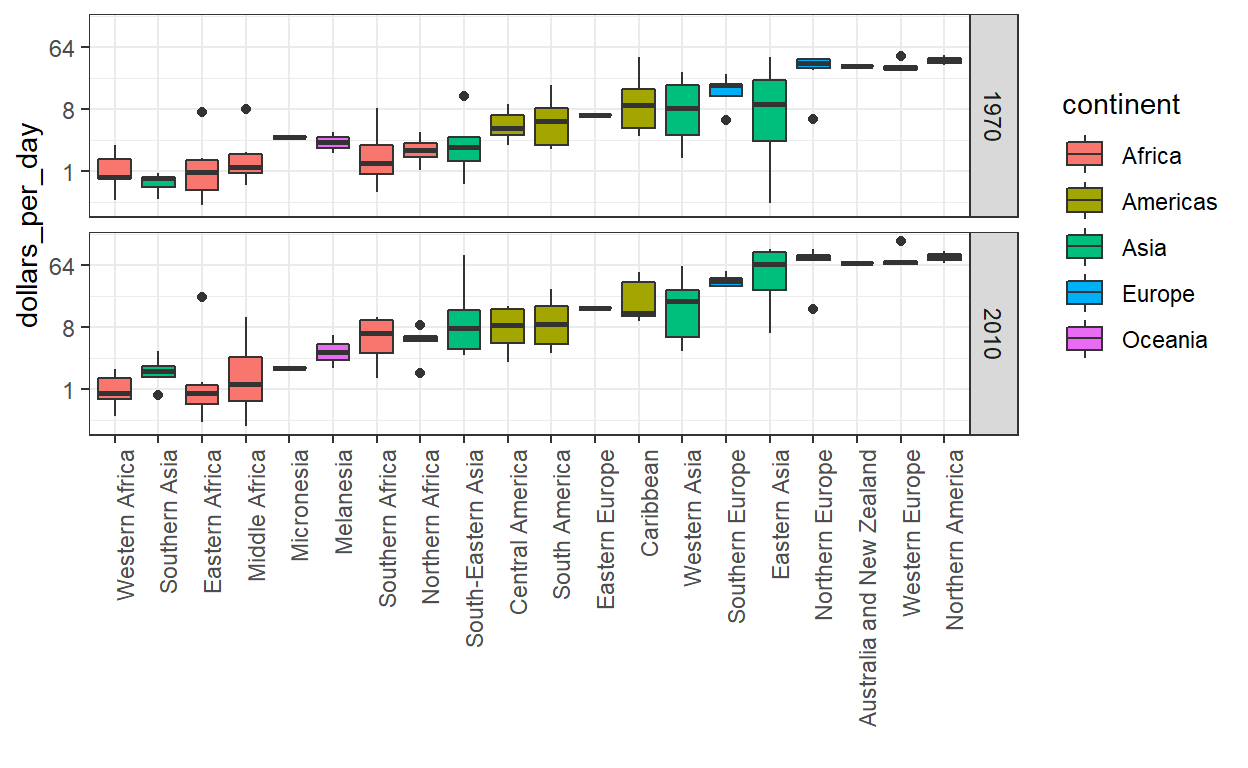 dollars_per_day
64
8
1
1970
64
8
1
2010
Western Africa
Southern Asia
Eastern Africa
Middle Africa
Micronesia
Melanesia
Southern Africa
Northern Africa
South-Eastern Asia
Central America
South America
Eastern Europe
Caribbean
Western Asia
Southern Europe
Eastern Asia
Northern Europe
Australia and New Zealand
Western Europe
Northern America
continent
Africa
Americas
Asia
Europe
Oceania